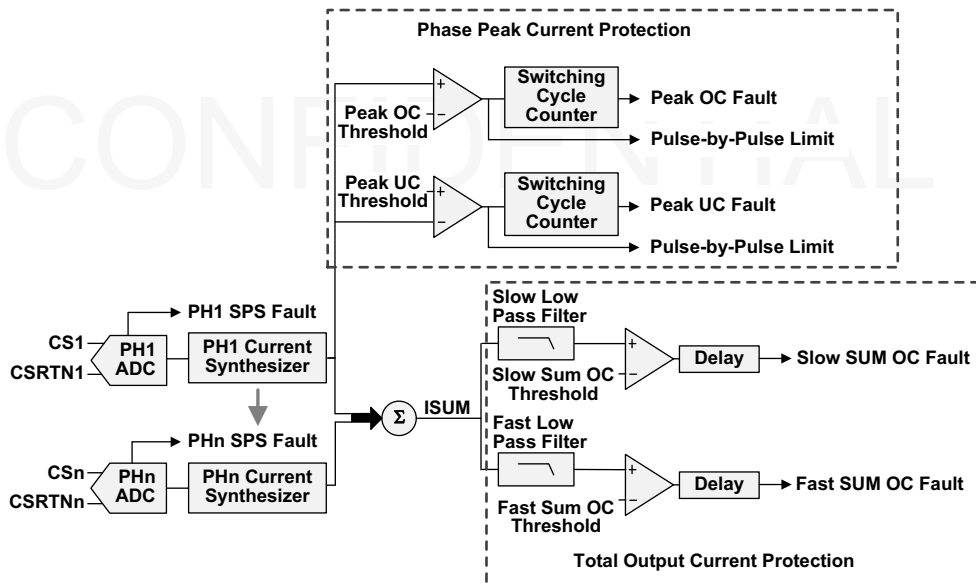 Phase Peak Current Protection
CONFIDENTIAL
+
Peak OC
Threshold
−
Switching
Cycle
Counter
Peak OC Fault
Pulse-by-Pulse Limit
Peak UC
Threshold
+
−
Switching
Cycle
Counter
Peak UC Fault
Pulse-by-Pulse Limit
PH1 SPS Fault
CS1
CSRTN1
PH1
ADC
PH1 Current
Synthesizer
PHn SPS Fault
CSn
CSRTNn
PHn
ADC
PHn Current
Synthesizer
Σ
ISUM
Slow Low
Pass Filter
+
−
Slow Sum OC
Threshold
Delay
Slow SUM OC Fault
Fast Low
Pass Filter
+
−
Fast Sum OC
Threshold
Delay
Fast SUM OC Fault
Total Output Current Protection